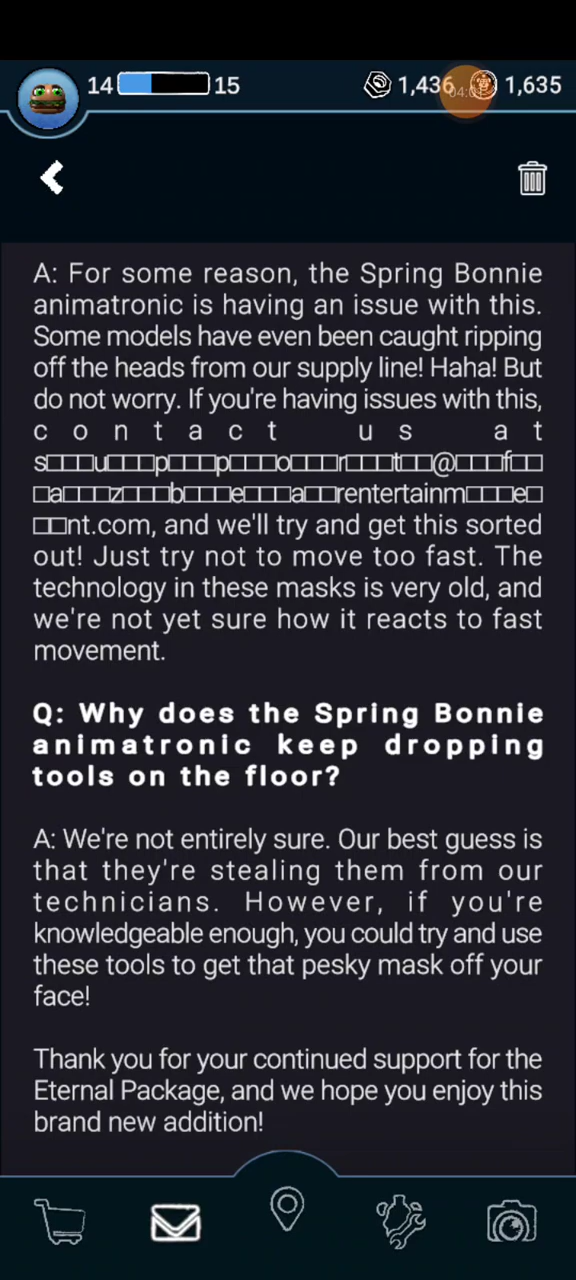 14 15 1,436 04:0 1,635
A: For some reason, the Spring Bonnie
animatronic is having an issue with this.
Some models have even been caught ripping
off the heads from our supply line! Haha! But
do not worry. If you're having issues with this,
contact us at
s□□□u□□□p□□□p□□□o□□□r□□□t□□@□□□f□□
□a□□□z□□□b□□□e□□□a□□rentertainm□□□e□
□□nt.com, and we'll try and get this sorted
out! Just try not to move too fast. The
technology in these masks is very old, and
we're not yet sure how it reacts to fast
movement.
Q: Why does the Spring Bonnie
animatronic keep dropping
tools on the floor?
A: We're not entirely sure. Our best guess is
that they're stealing them from our
technicians. However, if you're
knowledgeable enough, you could try and use
these tools to get that pesky mask off your
face!
Thank you for your continued support for the
Eternal Package, and we hope you enjoy this
brand new addition!